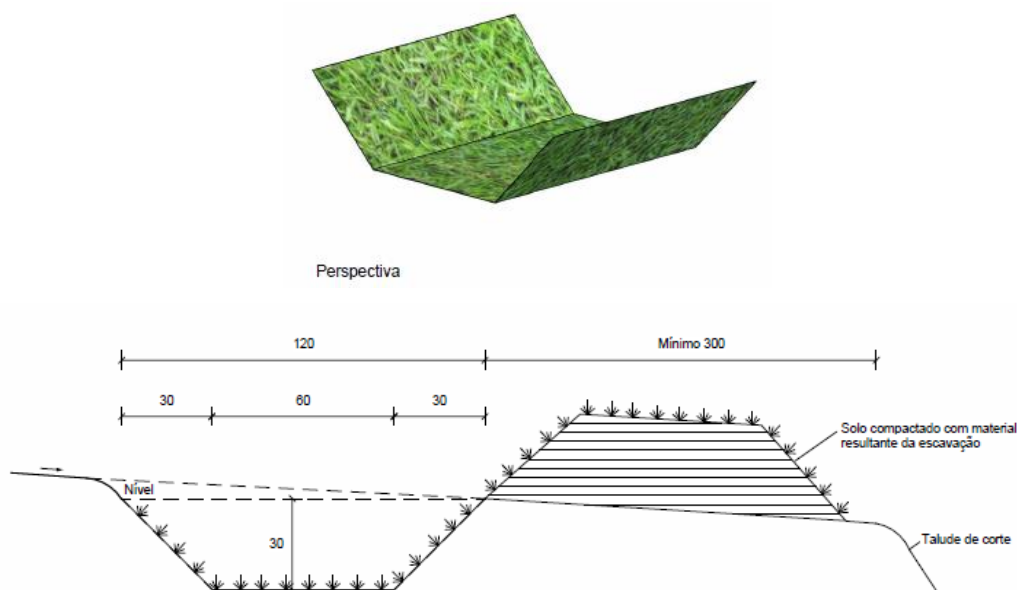 Perspectiva
120
Mínimo 300
30
60
30
Solo compactado com material
resultante da escavação
Nível
30
Talude de corte